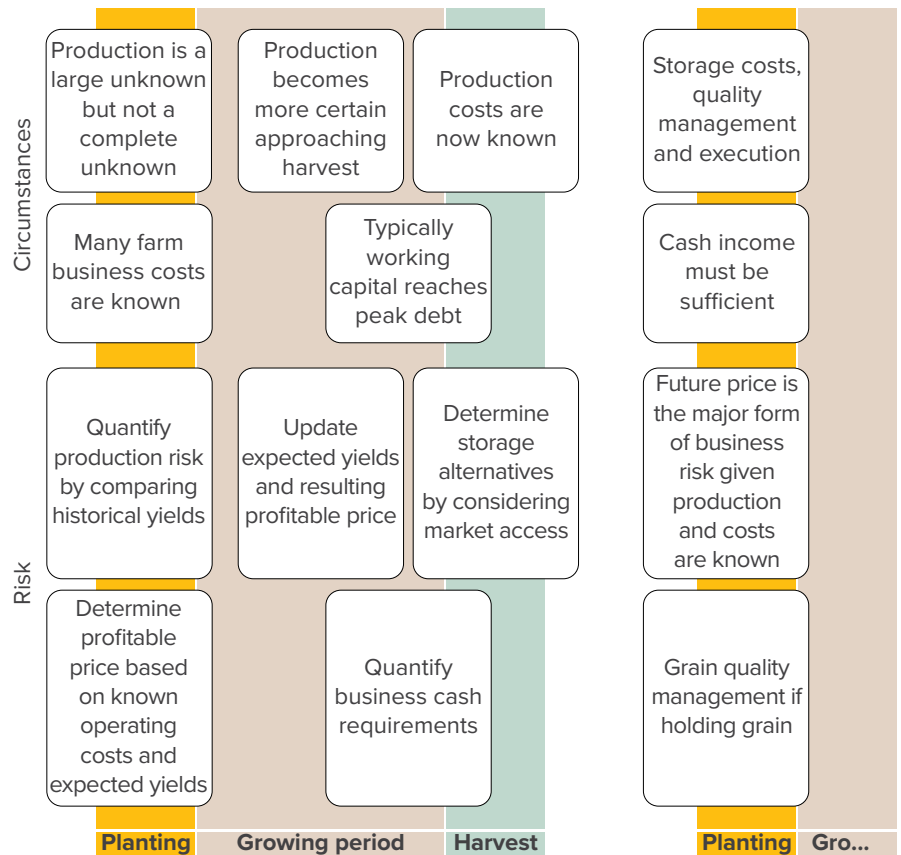 Circumstances
Production is a
large unknown
but not a
complete
unknown
Production
becomes
more certain
approaching
harvest
Production
costs are
now known
Storage costs,
quality
management
and execution
Many farm
business costs
are known
Typically
working
capital reaches
peak debt
Cash income
must be
sufficient
Risk
Quantify
production risk
by comparing
historical yields
Update
expected yields
and resulting
profitable price
Determine
storage
alternatives
by considering
market access
Future price is
the major form
of business
risk given
production
and costs
are known
Determine
profitable
price based
on known
operating
costs and
expected yields
Quantify
business cash
requirements
Grain quality
management if
holding grain
Planting
Growing period
Harvest
Planting
Gro...